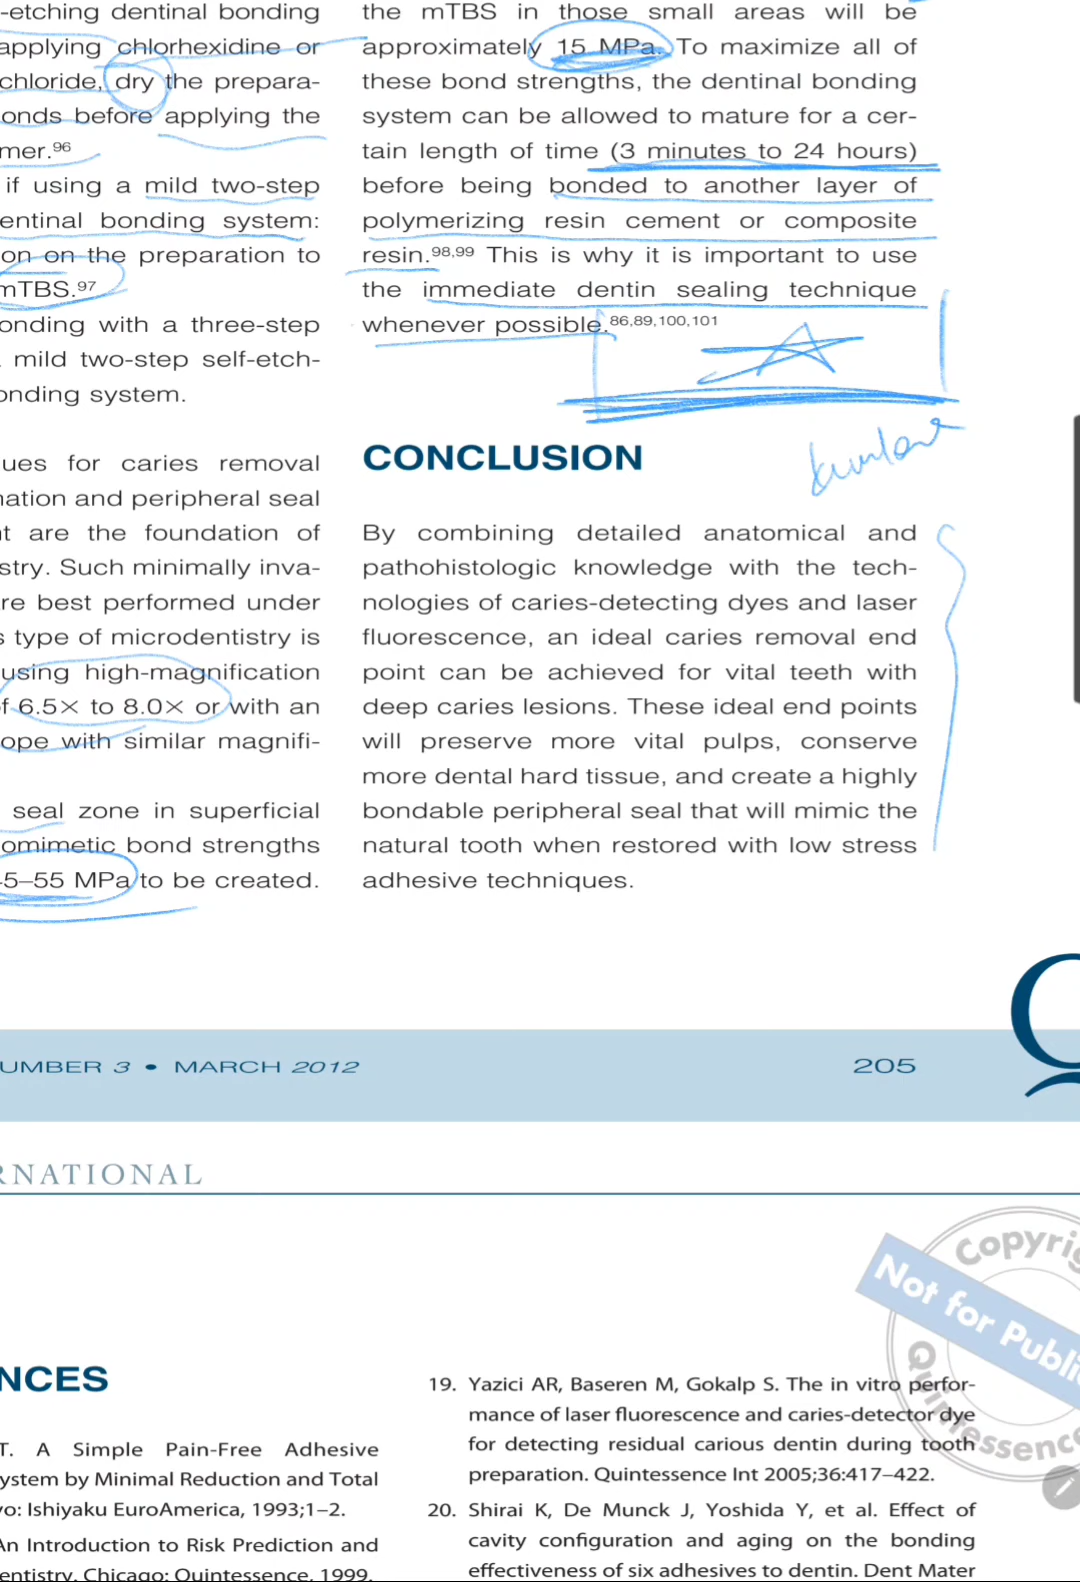 -etching dentinal bonding
applying chlorhexidine or
chloride, dry the prepara-
onds before applying the
mer.96
if using a mild two-step
entinal bonding system:
on on the preparation to
mTBS.97
onding with a three-step
mild two-step self-etch-
onding system.
ues for caries removal
nation and peripheral seal
nt are the foundation of
stry. Such minimally inva-
re best performed under
s type of microdentistry is
using high-magnification
f 6.5× to 8.0× or with an
ope with similar magnifi-
seal zone in superficial
omimetic bond strengths
5–55 MPa to be created.
the mTBS in those small areas will be
approximately 15 MPa. To maximize all of
these bond strengths, the dentinal bonding
system can be allowed to mature for a cer-
tain length of time (3 minutes to 24 hours)
before being bonded to another layer of
polymerizing resin cement or composite
resin.98,99 This is why it is important to use
the immediate dentin sealing technique
whenever possible.86,89,100,101
CONCLUSION
By combining detailed anatomical and
pathohistologic knowledge with the tech-
nologies of caries-detecting dyes and laser
fluorescence, an ideal caries removal end
point can be achieved for vital teeth with
deep caries lesions. These ideal end points
will preserve more vital pulps, conserve
more dental hard tissue, and create a highly
bondable peripheral seal that will mimic the
natural tooth when restored with low stress
adhesive techniques.
UMBER 3 • MARCH 2012
205
RNATIONAL
Copyrig
Not for Publi
Quintessenc
NCES
T. A Simple Pain-Free Adhesive
ystem by Minimal Reduction and Total
yo: Ishiyaku EuroAmerica, 1993;1–2.
An Introduction to Risk Prediction and
entistry. Chicago: Quintessence, 1999.
19. Yazici AR, Baseren M, Gokalp S. The in vitro perfor-
mance of laser fluorescence and caries-detector dye
for detecting residual carious dentin during tooth
preparation. Quintessence Int 2005;36:417–422.
20. Shirai K, De Munck J, Yoshida Y, et al. Effect of
cavity configuration and aging on the bonding
effectiveness of six adhesives to dentin. Dent Mater